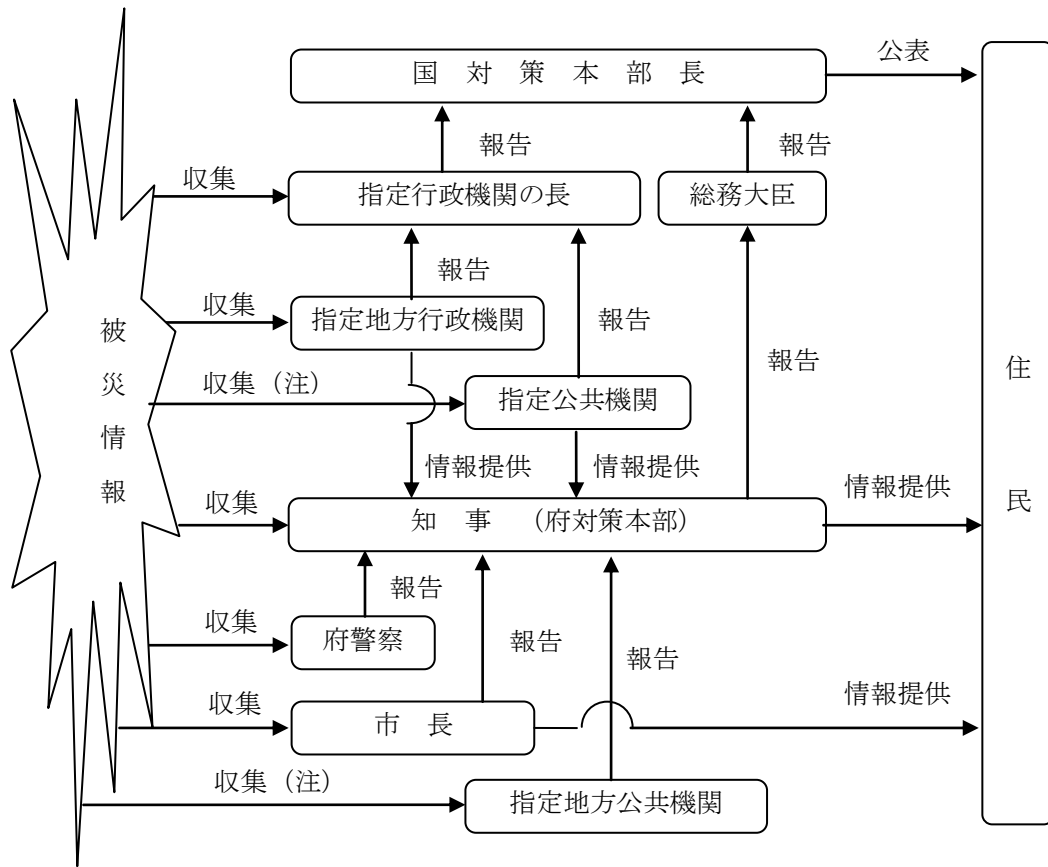 公表
国 対 策 本 部 長
報告
報告
収集
指定行政機関の長
総務大臣
報告
収集
指定地方行政機関
報告
報告
被災情報
住民
収集（注）
指定公共機関
情報提供
情報提供
情報提供
収集
知 事 （府対策本部）
報告
収集
府警察
報告
報告
収集
市 長
情報提供
収集（注）
指定地方公共機関